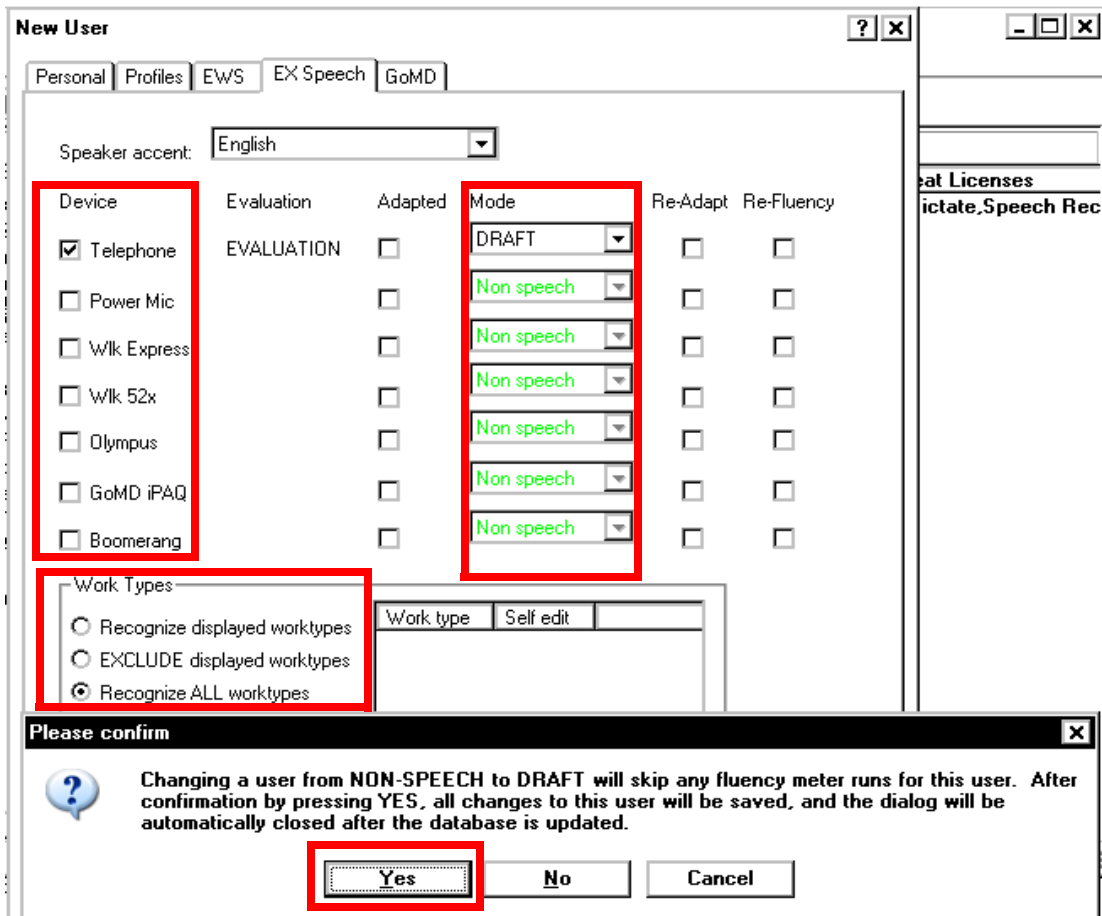 New User
Personal Profiles EWS EX Speech GoMD
Speaker accent: English
eat Licenses
Device Evaluation Adapted Mode Re-Adapt Re-Fluency
ictate,Speech Rec
Telephone EVALUATION DRAFT
Power Mic Non speech
Wlk Express Non speech
Wlk 52x Non speech
Olympus Non speech
GoMD iPAQ Non speech
Boomerang Non speech
Work Types
Work type Self edit
Recognize displayed worktypes
EXCLUDE displayed worktypes
Recognize ALL worktypes
Please confirm
Changing a user from NON-SPEECH to DRAFT will skip any fluency meter runs for this user. After
confirmation by pressing YES, all changes to this user will be saved, and the dialog will be
automatically closed after the database is updated.
Yes No Cancel